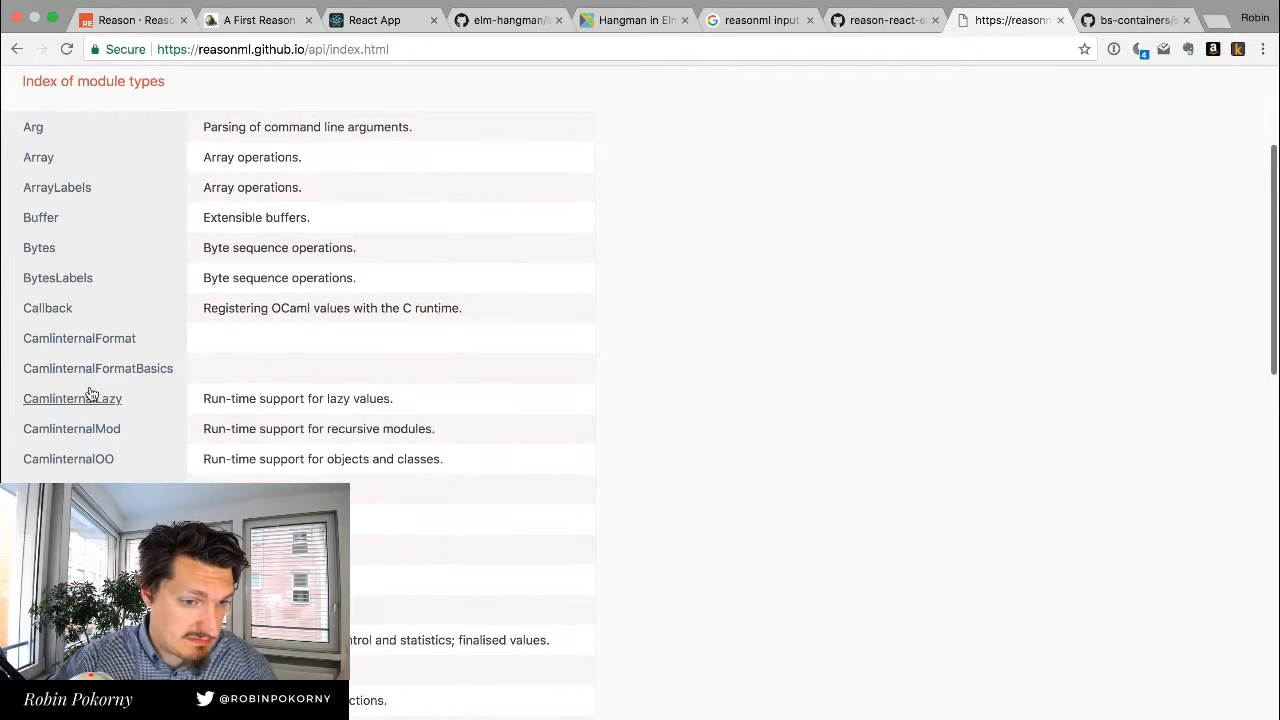 Reason · Reaso
A First Reason
React App
elm-hangman/
Hangman in Elm
reasonml input
reason-react-e
https://reasonm
bs-containers/s
Robin
Secure
https://reasonml.github.io/api/index.html
4
Index of module types
Arg Parsing of command line arguments.
Array Array operations.
ArrayLabels Array operations.
Buffer Extensible buffers.
Bytes Byte sequence operations.
BytesLabels Byte sequence operations.
Callback Registering OCaml values with the C runtime.
CamlinternalFormat
CamlinternalFormatBasics
CamlinternalLazy Run-time support for lazy values.
CamlinternalMod Run-time support for recursive modules.
CamlinternalOO Run-time support for objects and classes.
ntrol and statistics; finalised values.
ctions.
Robin Pokorny @ROBINPOKORNY